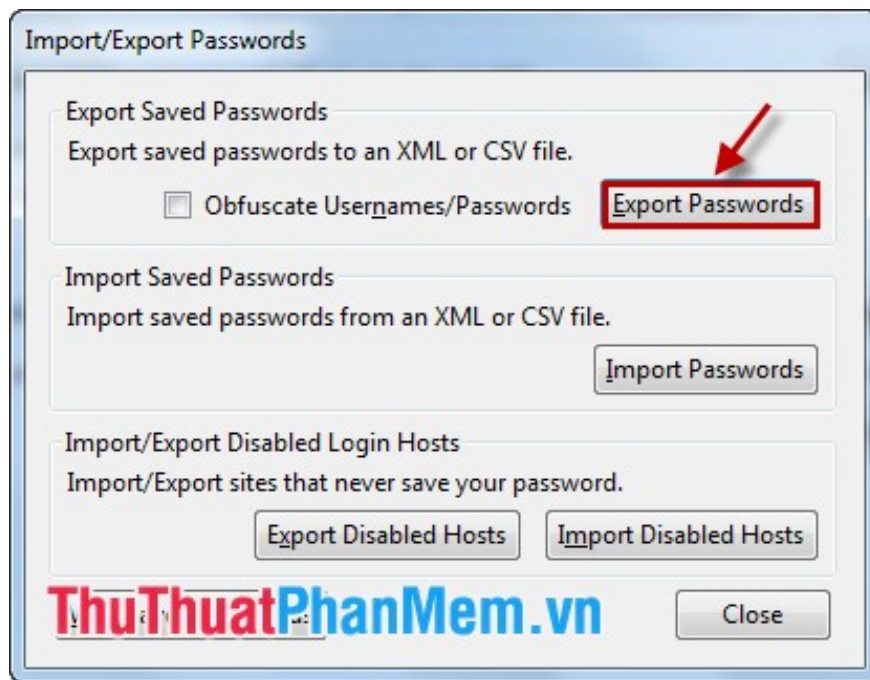 Import/Export Passwords
Export Saved Passwords
Export saved passwords to an XML or CSV file.
Obfuscate Usernames/Passwords
Export Passwords
Import Saved Passwords
Import saved passwords from an XML or CSV file.
Import Passwords
Import/Export Disabled Login Hosts
Import/Export sites that never save your password.
Export Disabled Hosts
Import Disabled Hosts
ThuThuatPhanMem.vn
Close